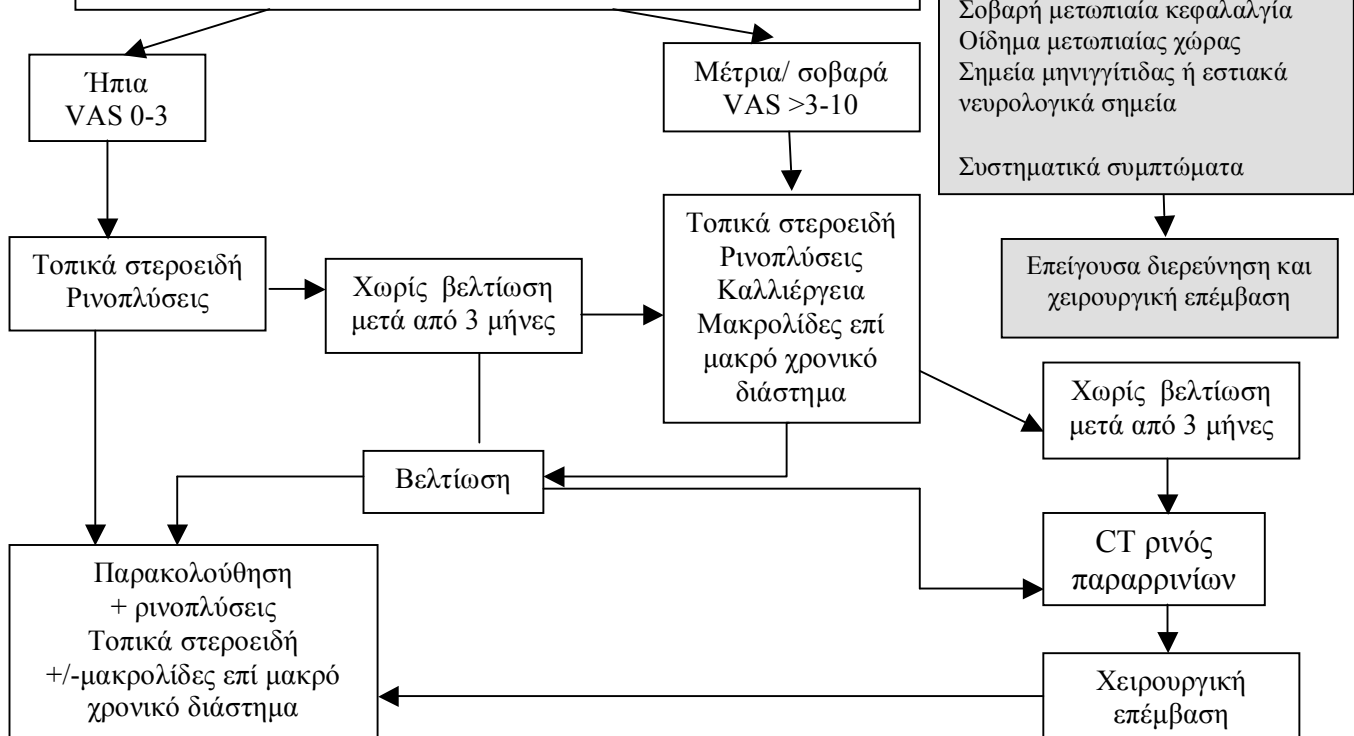 Σοβαρή μετωπιαία κεφαλαλγία
Οίδημα μετωπιαίας χώρας
Σημεία μηνιγγίτιδας ή εστιακά
νευρολογικά σημεία
Συστηματικά συμπτώματα
Ήπια
VAS 0-3
Μέτρια/ σοβαρά
VAS >3-10
Τοπικά στεροειδή
Ρινοπλύσεις
Χωρίς βελτίωση
μετά από 3 μήνες
Τοπικά στεροειδή
Ρινοπλύσεις
Καλλιέργεια
Μακρολίδες επί
μακρό χρονικό
διάστημα
Επείγουσα διερεύνηση και
χειρουργική επέμβαση
Χωρίς βελτίωση
μετά από 3 μήνες
Βελτίωση
CT ρινός
παραρρινίων
Παρακολούθηση
+ ρινοπλύσεις
Τοπικά στεροειδή
+/-μακρολίδες επί μακρό
χρονικό διάστημα
Χειρουργική
επέμβαση